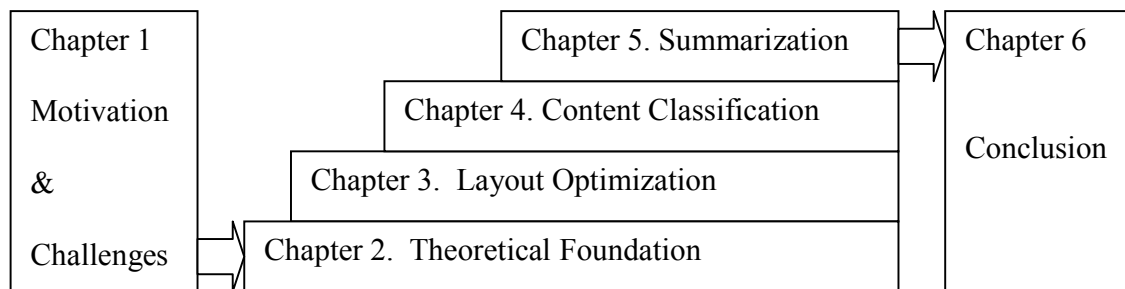 Chapter 1
Motivation
&
Challenges
Chapter 5. Summarization
Chapter 4. Content Classification
Chapter 3.  Layout Optimization
Chapter 2.  Theoretical Foundation
Chapter 6
Conclusion